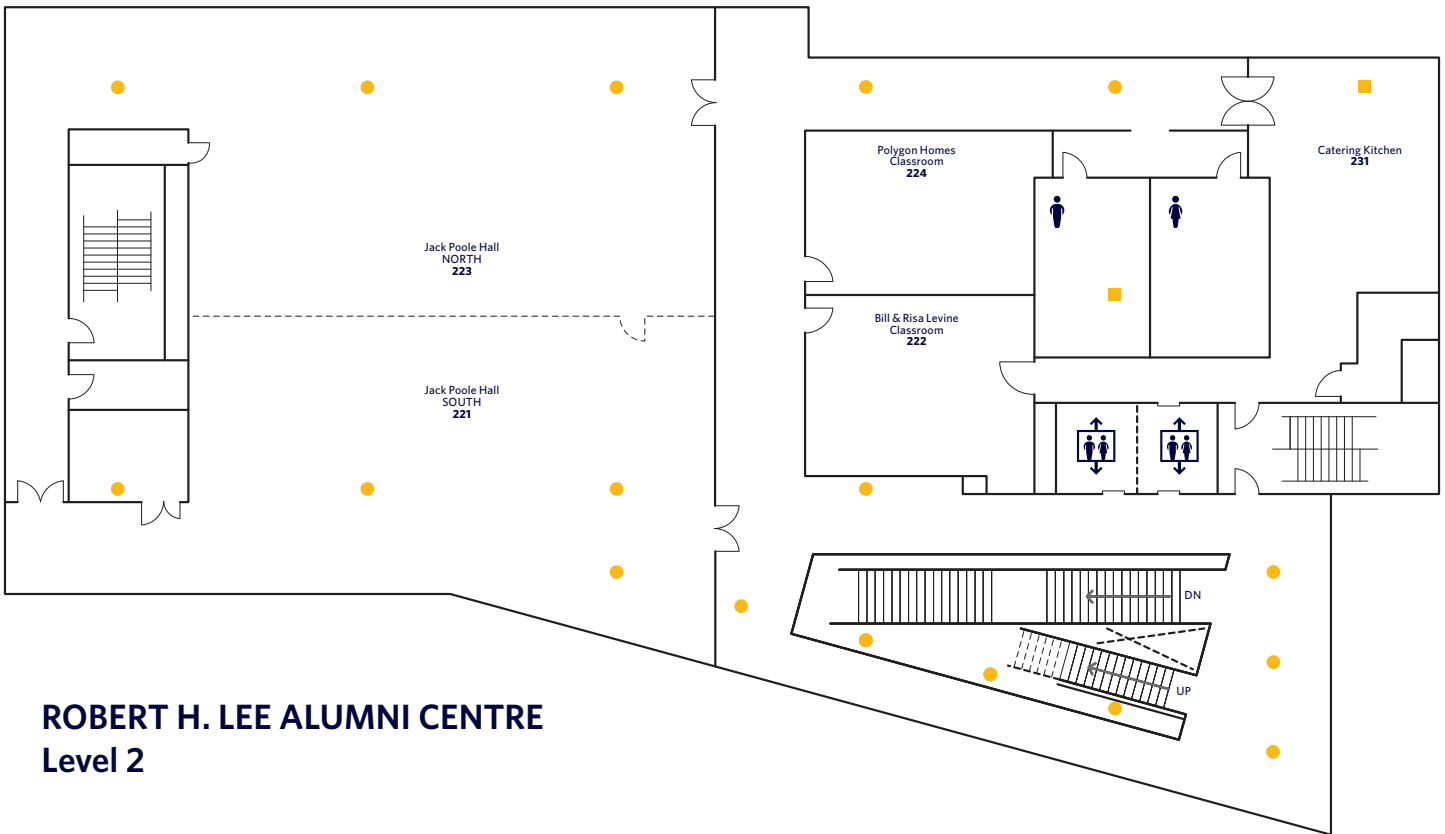 Polygon Homes
Classroom
224
Catering Kitchen
231
Jack Poole Hall
NORTH
223
Bill & Risa Levine
Classroom
222
Jack Poole Hall
SOUTH
221
DN
UP
ROBERT H. LEE ALUMNI CENTRE
Level 2